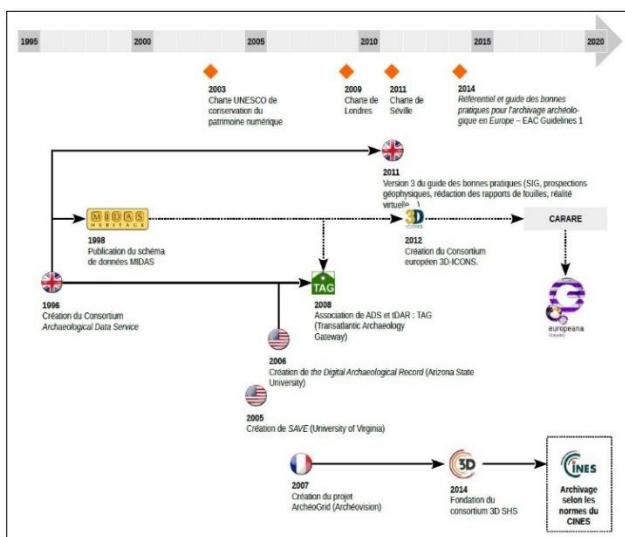 1995 2000 2005 2010 2015 2020
2003
Charte UNESCO de
conservation du
patrimoine numérique
2009
Charte de
Londres
2011
Charte de
Séville
2014
Référentiel et guide des bonnes
pratiques pour l'archivage archéolo-
gique en Europe – EAC Guidelines 1
2011
Version 3 du guide des bonnes pratiques (SIG, prospections
géophysiques, rédaction des rapports de fouilles, réalité
virtuelle...)
MIDAS
HERITAGE
1998
Publication du schéma
de données MIDAS
3D
ICONS
2012
Création du Consortium
européen 3D-ICONS.
CARARE
1996
Création du Consortium
Archaeological Data Service
TAG
2008
Association de ADS et tDAR : TAG
(Transatlantic Archaeology
Gateway)
europeana
2006
Création de the Digital Archaeological Record (Arizona State
University)
2005
Création de SAVE (University of Virginia)
2007
Création du projet
ArchéoGrid (Archéovision)
3D
2014
Fondation du
consortium 3D SHS
CINES
Archivage
selon les
normes du
CINES